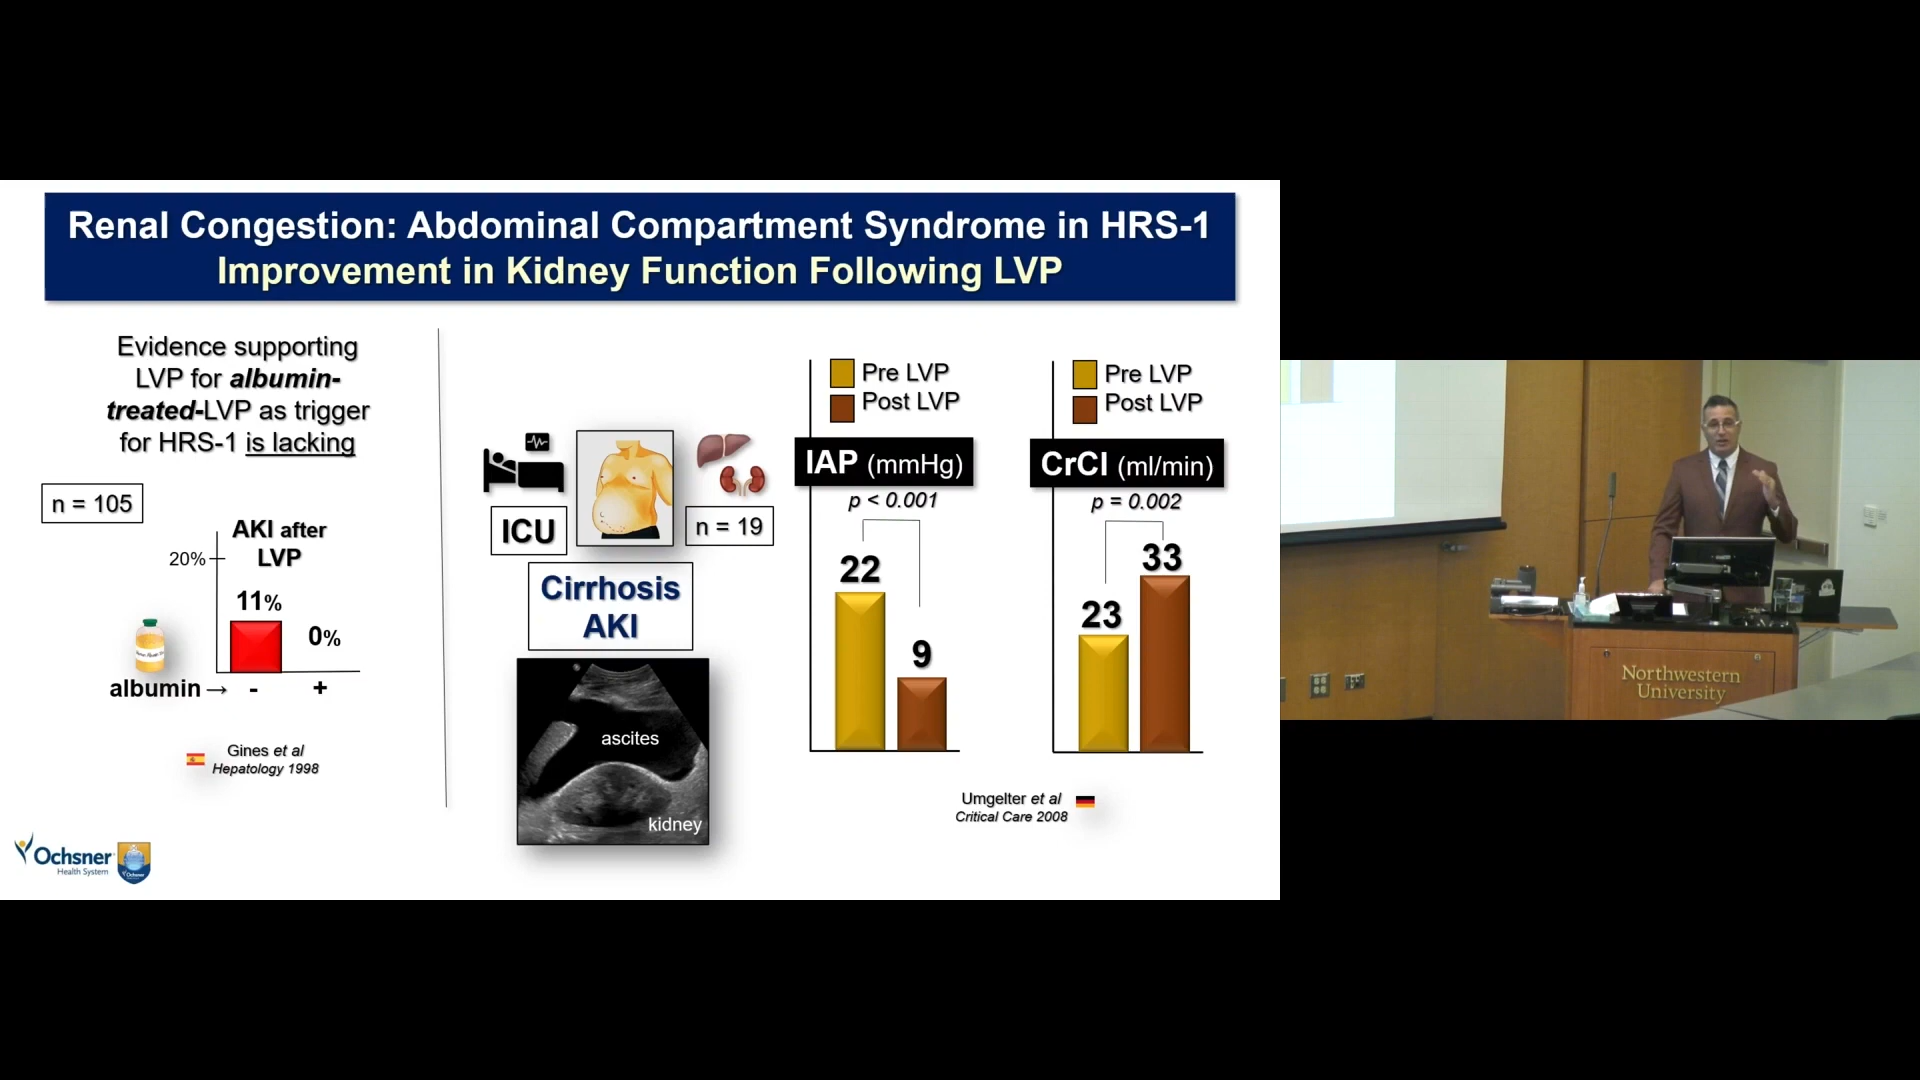 Renal Congestion: Abdominal Compartment Syndrome in HRS-1
Improvement in Kidney Function Following LVP
Evidence supporting
LVP for albumin-
treated-LVP as trigger
for HRS-1 is lacking
n = 105
AKI after
LVP
20%
11%
0%
albumin → - +
Gines et al
Hepatology 1998
Ochsner
Health System
ICU
n = 19
Cirrhosis
AKI
ascites
kidney
Pre LVP
Post LVP
IAP (mmHg)
p < 0.001
22
9
Pre LVP
Post LVP
CrCl (ml/min)
p = 0.002
23
33
Umgelter et al
Critical Care 2008
Northwestern
University